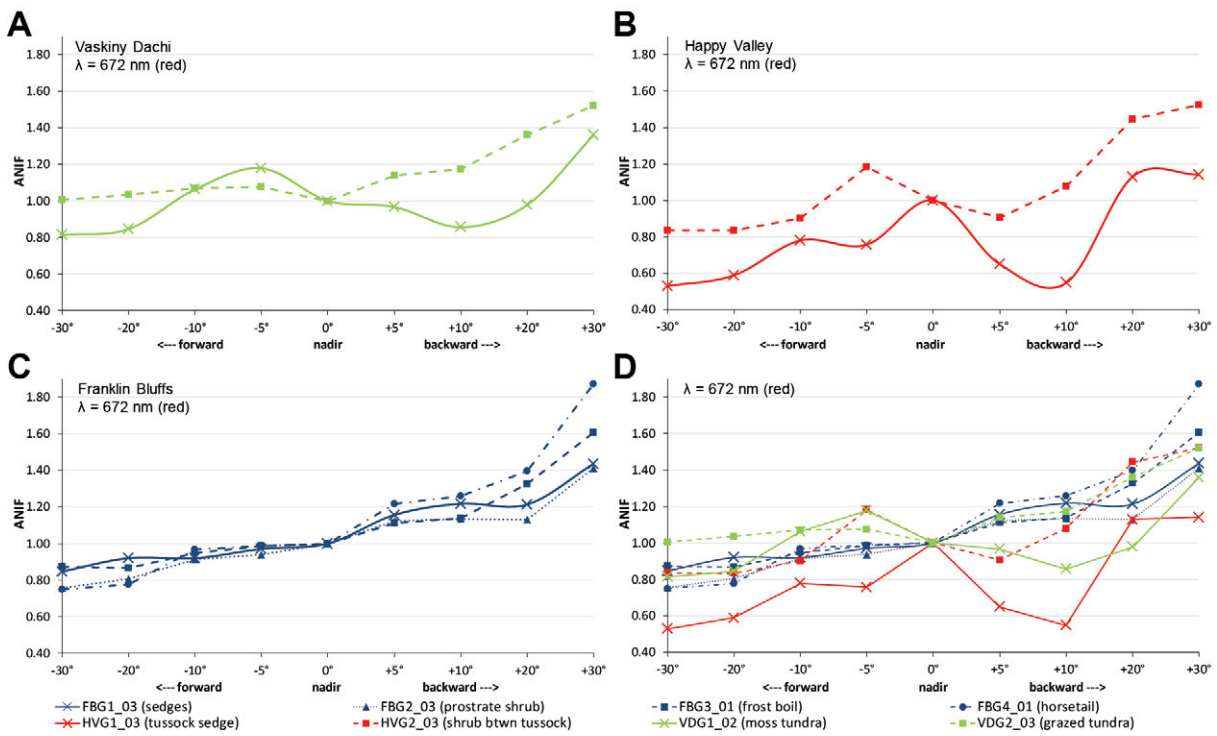 A
Vaskiny Dachi
λ = 672 nm (red)
1.80
1.60
1.40
1.20
1.00
0.80
0.60
0.40
ANIF
-30° -20° -10° -5° 0° +5° +10° +20° +30°
<--- forward nadir backward --->
B
Happy Valley
λ = 672 nm (red)
1.80
1.60
1.40
1.20
1.00
0.80
0.60
0.40
ANIF
-30° -20° -10° -5° 0° +5° +10° +20° +30°
<--- forward nadir backward --->
C
Franklin Bluffs
λ = 672 nm (red)
1.80
1.60
1.40
1.20
1.00
0.80
0.60
0.40
ANIF
-30° -20° -10° -5° 0° +5° +10° +20° +30°
<--- forward nadir backward --->
D
λ = 672 nm (red)
1.80
1.60
1.40
1.20
1.00
0.80
0.60
0.40
ANIF
-30° -20° -10° -5° 0° +5° +10° +20° +30°
<--- forward nadir backward --->
FBG1_03 (sedges) FBG2_03 (prostrate shrub) FBG3_01 (frost boil) FBG4_01 (horsetail)
HVG1_03 (tussock sedge) HVG2_03 (shrub btwn tussock) VDG1_02 (moss tundra) VDG2_03 (grazed tundra)